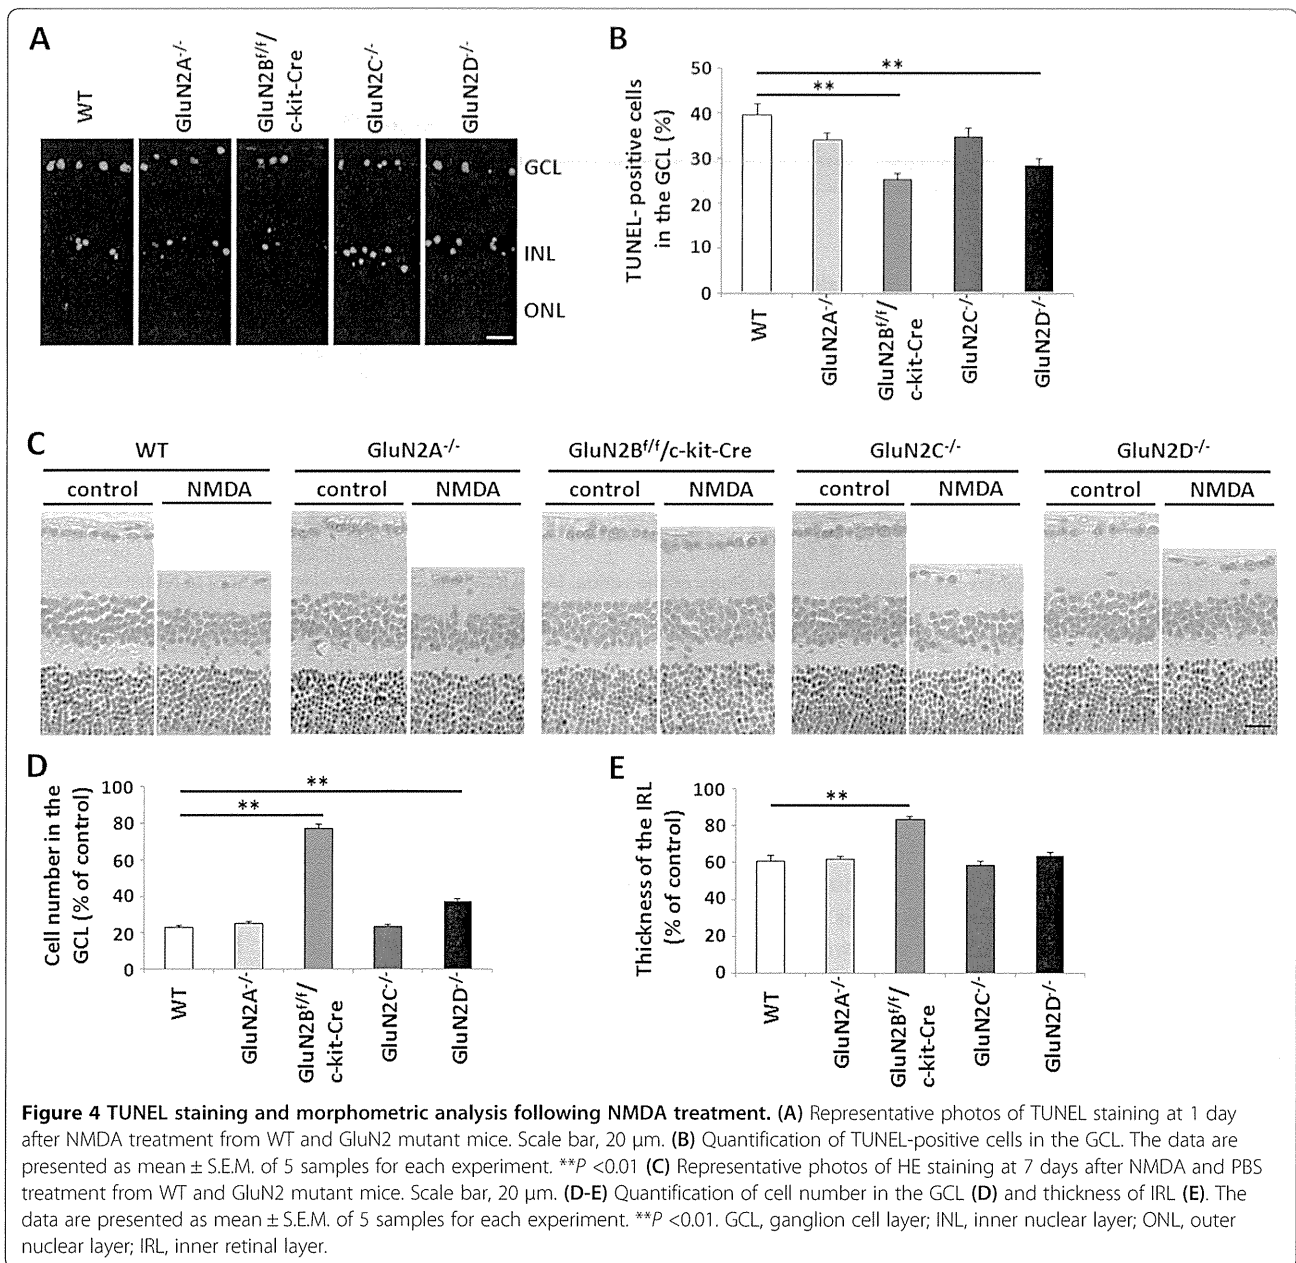 A
WT
GluN2A-/-
GluN2Bf/f/
c-kit-Cre
GluN2C-/-
GluN2D-/-
GCL
INL
ONL
B
TUNEL-positive cells
in the GCL (%)
50
40
30
20
10
0
**
**
WT
GluN2A-/-
GluN2Bf/f/
c-kit-Cre
GluN2C-/-
GluN2D-/-
C
WT
GluN2A-/-
GluN2Bf/f/c-kit-Cre
GluN2C-/-
GluN2D-/-
control NMDA control NMDA control NMDA control NMDA control NMDA
D
Cell number in the
GCL (% of control)
100
80
60
40
20
0
**
**
WT
GluN2A-/-
GluN2Bf/f/
c-kit-Cre
GluN2C-/-
GluN2D-/-
E
Thickness of the IRL
(% of control)
100
80
60
40
20
0
**
WT
GluN2A-/-
GluN2Bf/f/
c-kit-Cre
GluN2C-/-
GluN2D-/-
Figure 4 TUNEL staining and morphometric analysis following NMDA treatment. (A) Representative photos of TUNEL staining at 1 day
after NMDA treatment from WT and GluN2 mutant mice. Scale bar, 20 μm. (B) Quantification of TUNEL-positive cells in the GCL. The data are
presented as mean ± S.E.M. of 5 samples for each experiment. **P <0.01 (C) Representative photos of HE staining at 7 days after NMDA and PBS
treatment from WT and GluN2 mutant mice. Scale bar, 20 μm. (D-E) Quantification of cell number in the GCL (D) and thickness of IRL (E). The
data are presented as mean ± S.E.M. of 5 samples for each experiment. **P <0.01. GCL, ganglion cell layer; INL, inner nuclear layer; ONL, outer
nuclear layer; IRL, inner retinal layer.